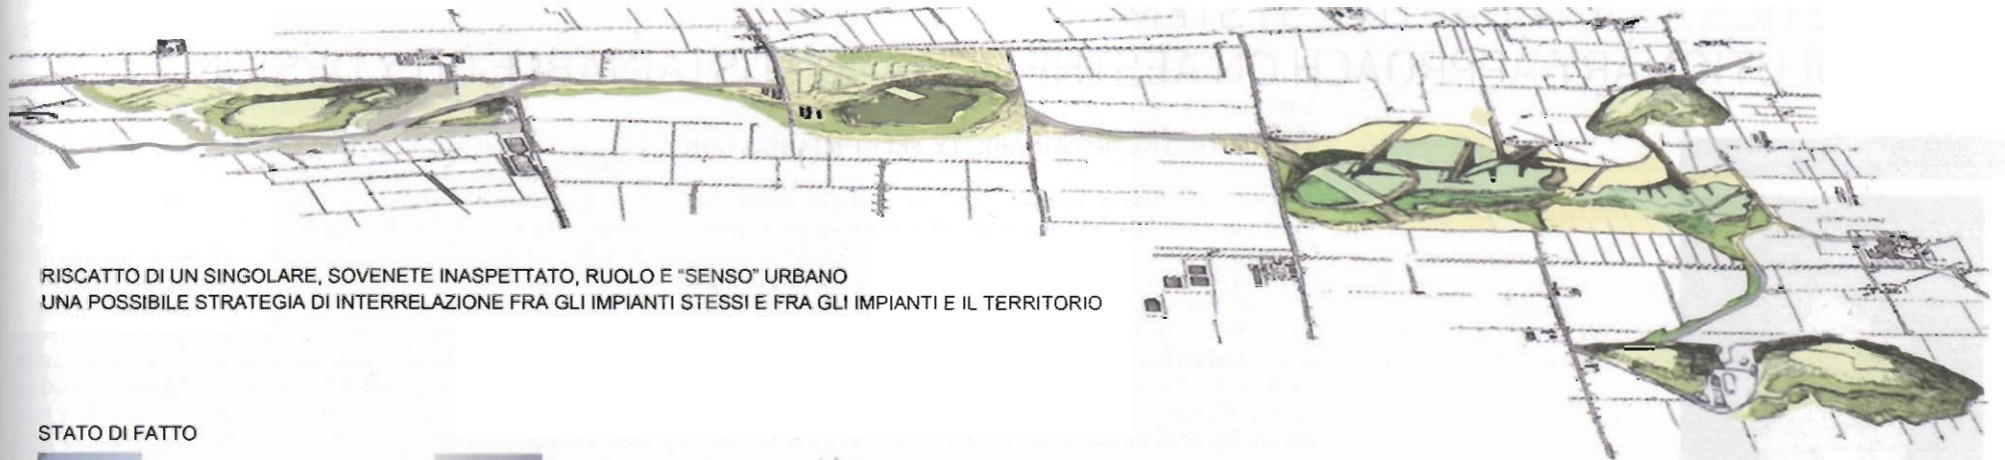 RISCATTO DI UN SINGOLARE, SOVENETE INASPETTATO, RUOLO E “SENSO” URBANO
UNA POSSIBILE STRATEGIA DI INTERRELAZIONE FRA GLI IMPIANTI STESSI E FRA GLI IMPIANTI E IL TERRITORIO
STATO DI FATTO